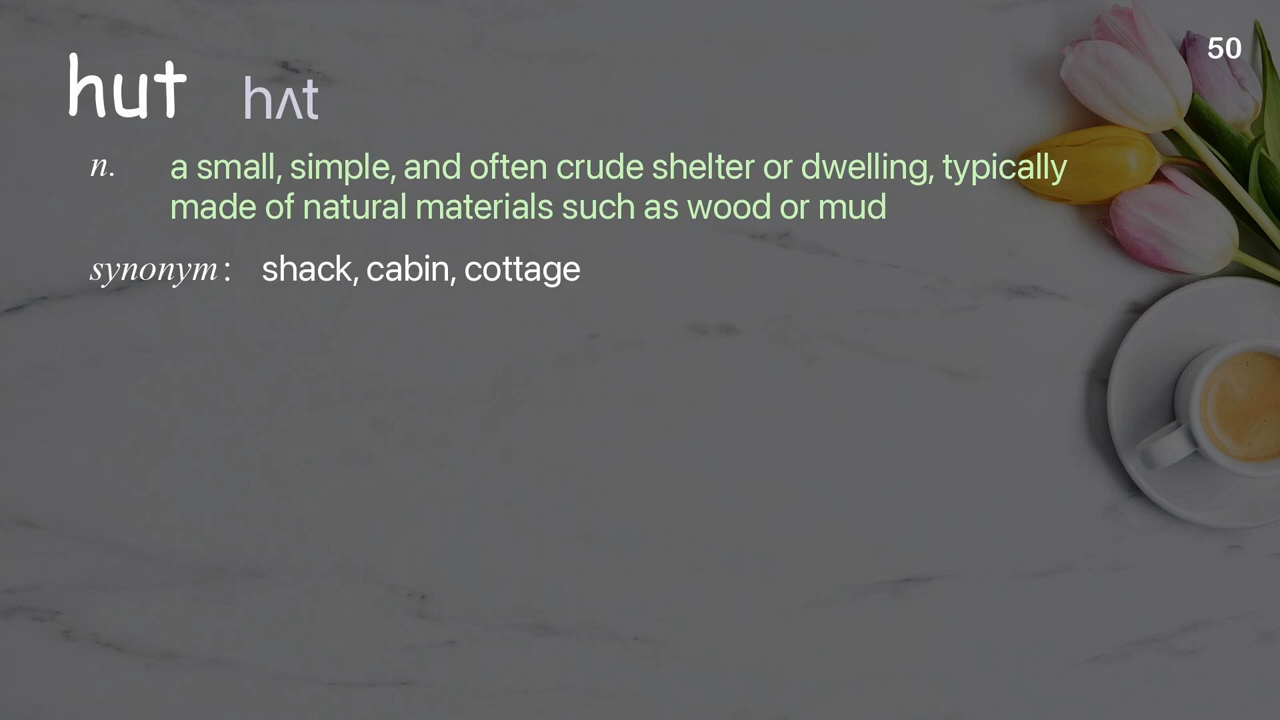 50
hut hʌt
n. a small, simple, and often crude shelter or dwelling, typically
made of natural materials such as wood or mud
synonym : shack, cabin, cottage